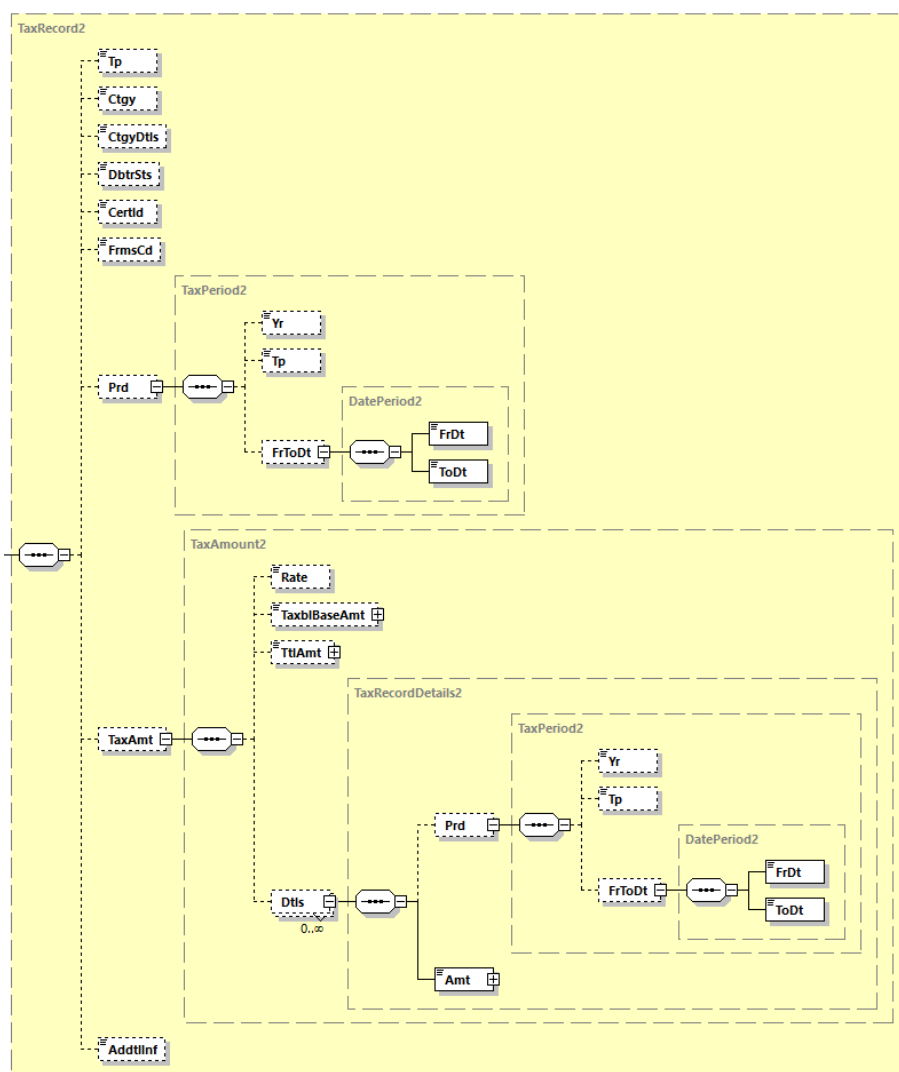 TaxRecord2
Tp
Ctgy
CtgyDtls
DbtrSts
CertId
FrmsCd
TaxPeriod2
Yr
Tp
Prd
DatePeriod2
FrDt
FrToDt
ToDt
TaxAmount2
Rate
TaxblBaseAmt
TtlAmt
TaxRecordDetails2
TaxPeriod2
TaxAmt
Yr
Tp
Prd
DatePeriod2
FrDt
FrToDt
Dtls
ToDt
0..∞
Amt
AddtlInf